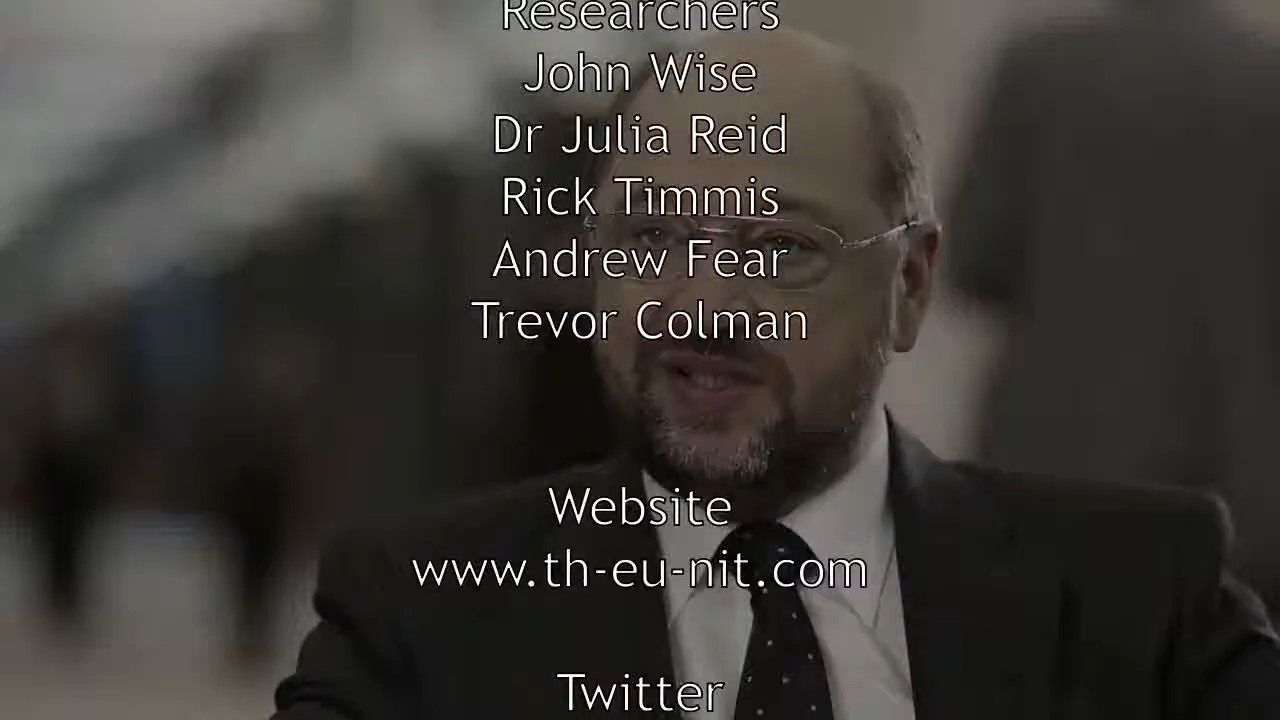 Researchers
John Wise
Dr Julia Reid
Rick Timmis
Andrew Fear
Trevor Colman
Website
www.th-eu-nit.com
Twitter